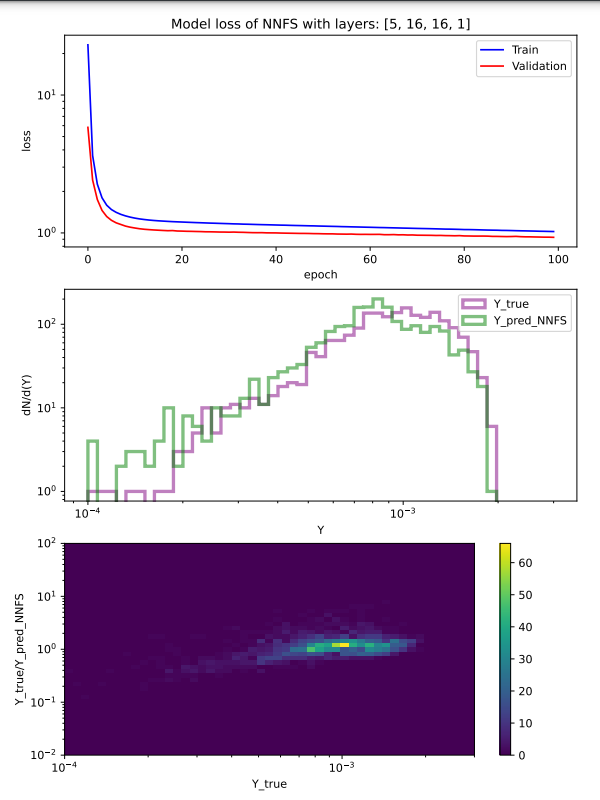 Model loss of NNFS with layers: [5, 16, 16, 1]
Train
Validation
10¹
10⁰
loss
0 20 40 60 80 100
epoch
Y_true
Y_pred_NNFS
10²
10¹
10⁰
dN/d(Y)
10⁻⁴ 10⁻³
Y
10²
10¹
10⁰
10⁻¹
10⁻²
Y_true/Y_pred_NNFS
10⁻⁴ 10⁻³
Y_true
60
50
40
30
20
10
0